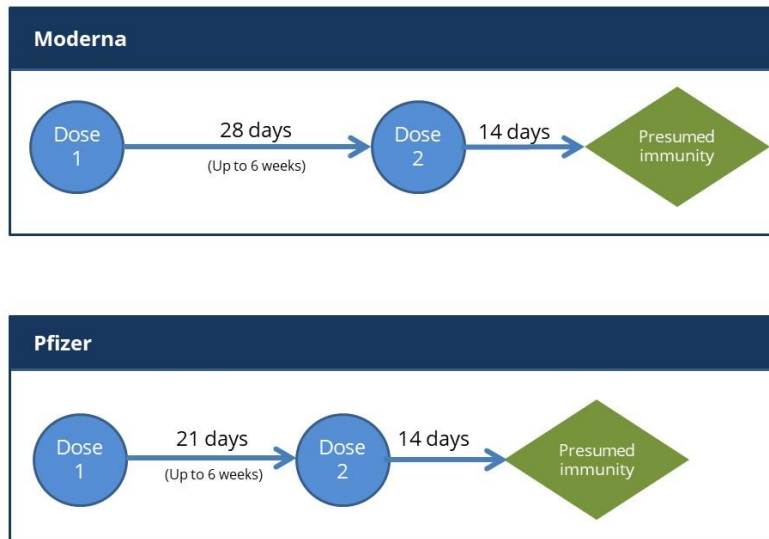 Moderna
Dose
1
28 days
(Up to 6 weeks)
Dose
2
14 days
Presumed
immunity
Pfizer
Dose
1
21 days
(Up to 6 weeks)
Dose
2
14 days
Presumed
immunity